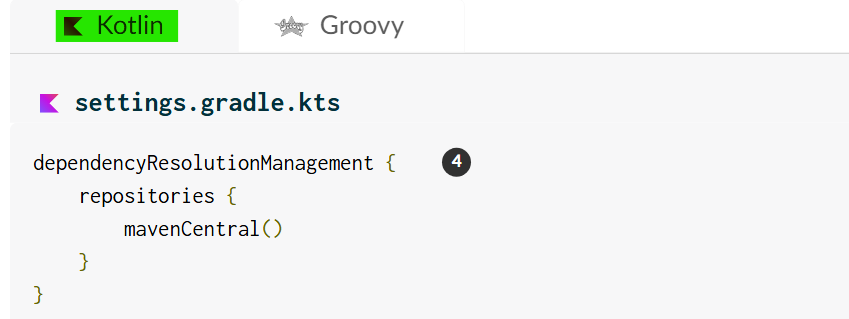 Kotlin Groovy
settings.gradle.kts
dependencyResolutionManagement { 4
    repositories {
        mavenCentral()
    }
}